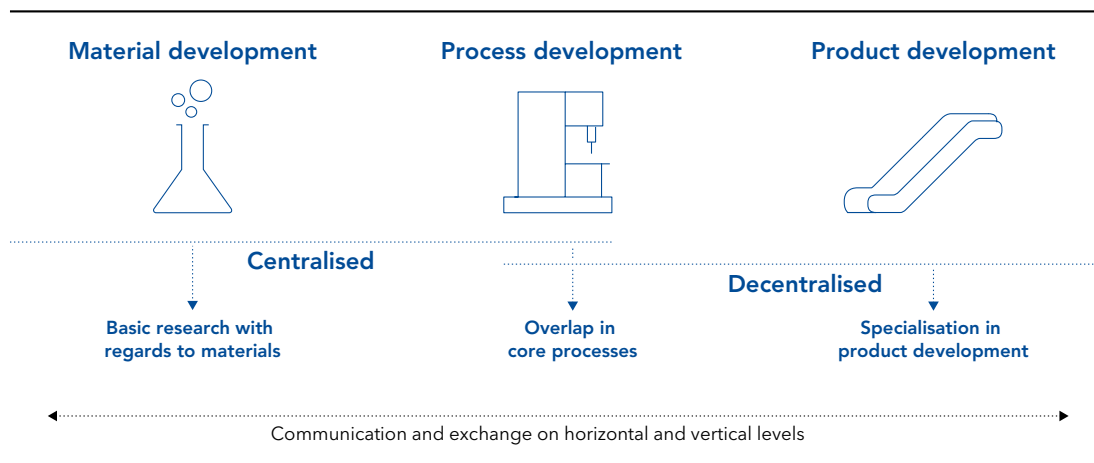 Material development
Process development
Product development
Centralised
Decentralised
Basic research with
regards to materials
Overlap in
core processes
Specialisation in
product development
Communication and exchange on horizontal and vertical levels